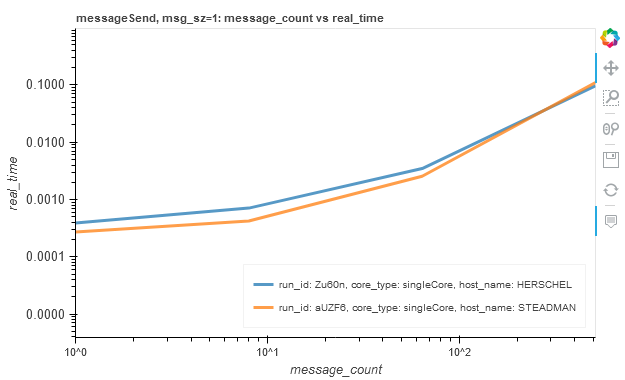 messageSend, msg_sz=1: message_count vs real_time
0.1000
0.0100
0.0010
0.0001
0.0000
real_time
run_id: Zu60n, core_type: singleCore, host_name: HERSCHEL
run_id: aUZF6, core_type: singleCore, host_name: STEADMAN
10^0
10^1
10^2
message_count